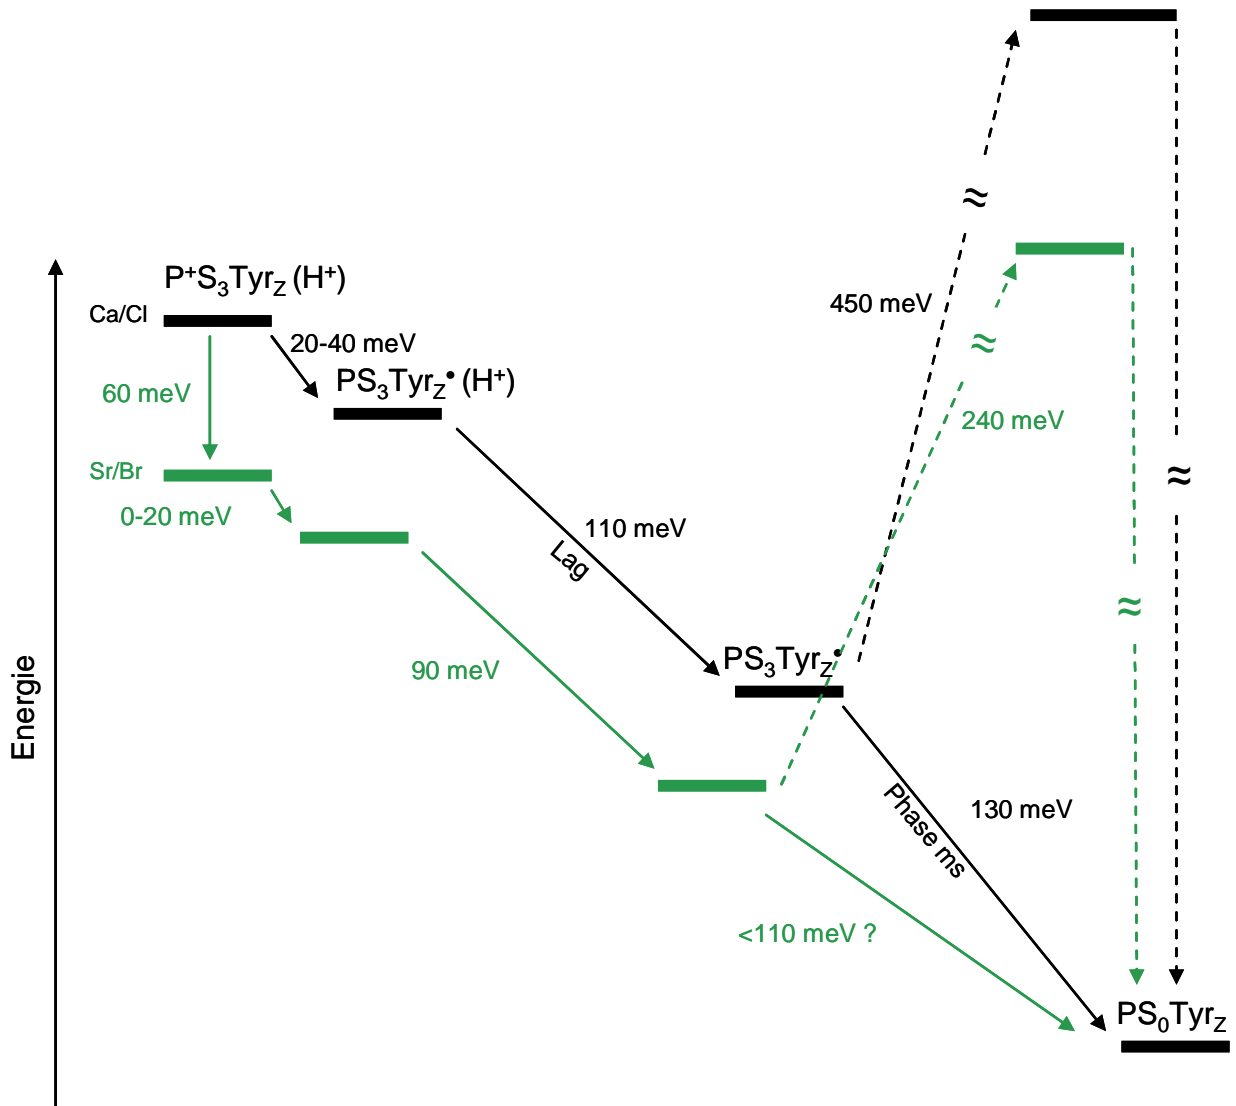 P⁺S₃Tyr_Z (H⁺)
Ca/Cl
20-40 meV
450 meV
PS₃Tyr_Z• (H⁺)
60 meV
240 meV
Sr/Br
0-20 meV
110 meV
Lag
PS₃Tyr_Z•
90 meV
Energie
130 meV
Phase ms
<110 meV ?
PS₀Tyr_Z